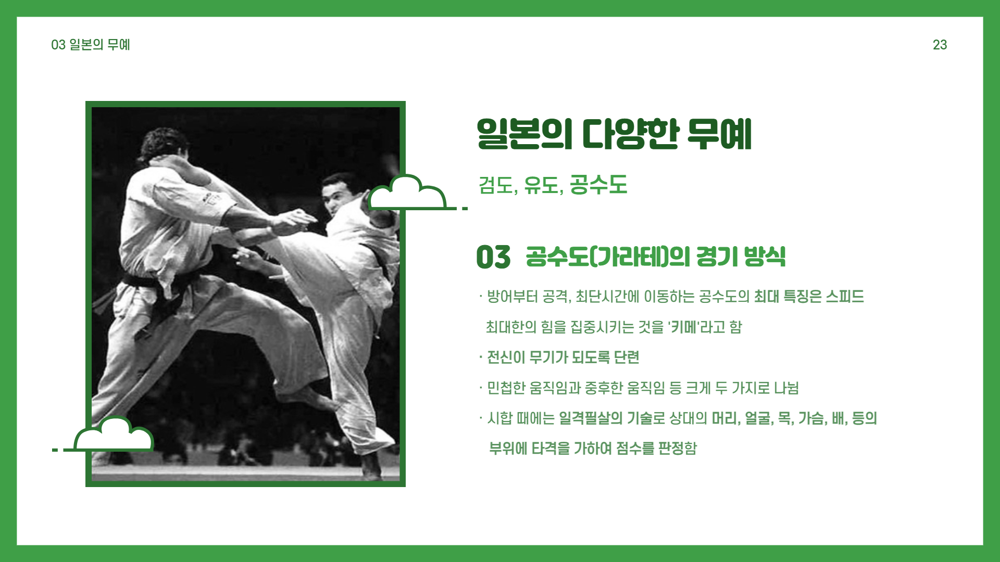 03 일본의 무예
23
일본의 다양한 무예
검도, 유도, 공수도
03 공수도(가라테)의 경기 방식
· 방어부터 공격, 최단시간에 이동하는 공수도의 최대 특징은 스피드
최대한의 힘을 집중시키는 것을 '키메'라고 함
· 전신이 무기가 되도록 단련
· 민첩한 움직임과 중후한 움직임 등 크게 두 가지로 나뉨
· 시합 때에는 일격필살의 기술로 상대의 머리, 얼굴, 목, 가슴, 배, 등의
부위에 타격을 가하여 점수를 판정함